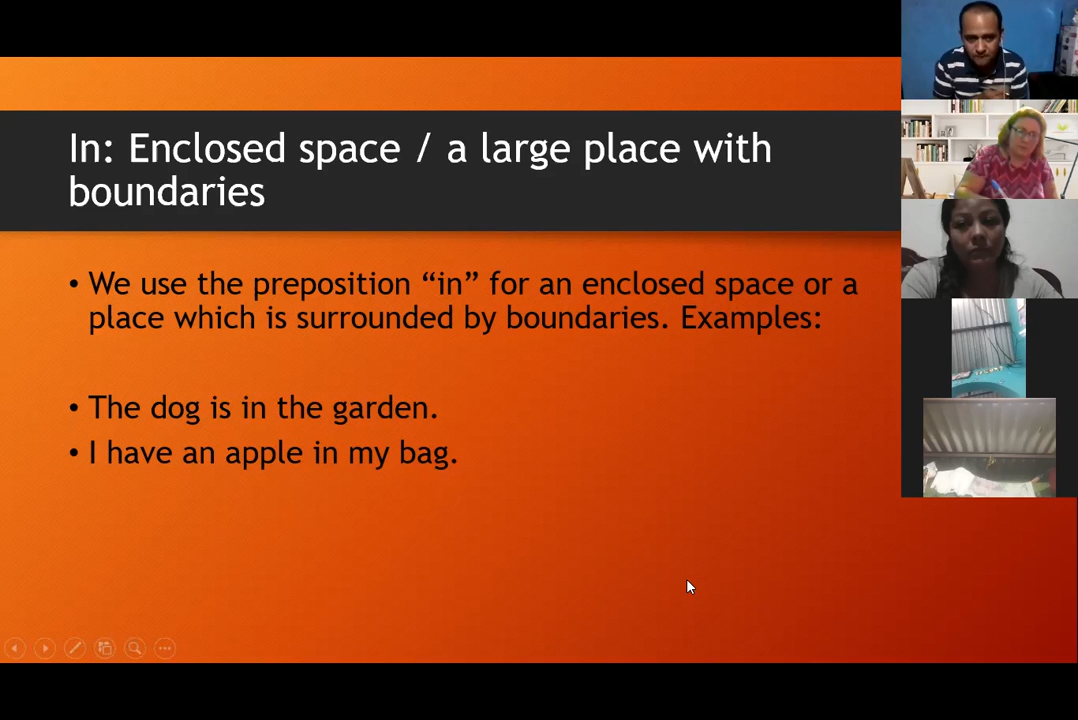 In: Enclosed space / a large place with
boundaries
• We use the preposition “in” for an enclosed space or a
place which is surrounded by boundaries. Examples:
• The dog is in the garden.
• I have an apple in my bag.